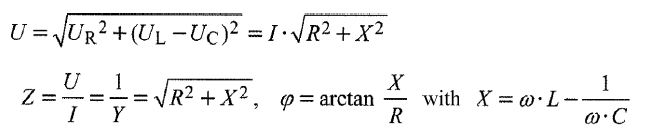 U = √(U_R² + (U_L − U_C)²) = I · √(R² + X²)
Z = U/I = 1/Y = √(R² + X²), φ = arctan X/R with X = ω · L − 1/(ω · C)